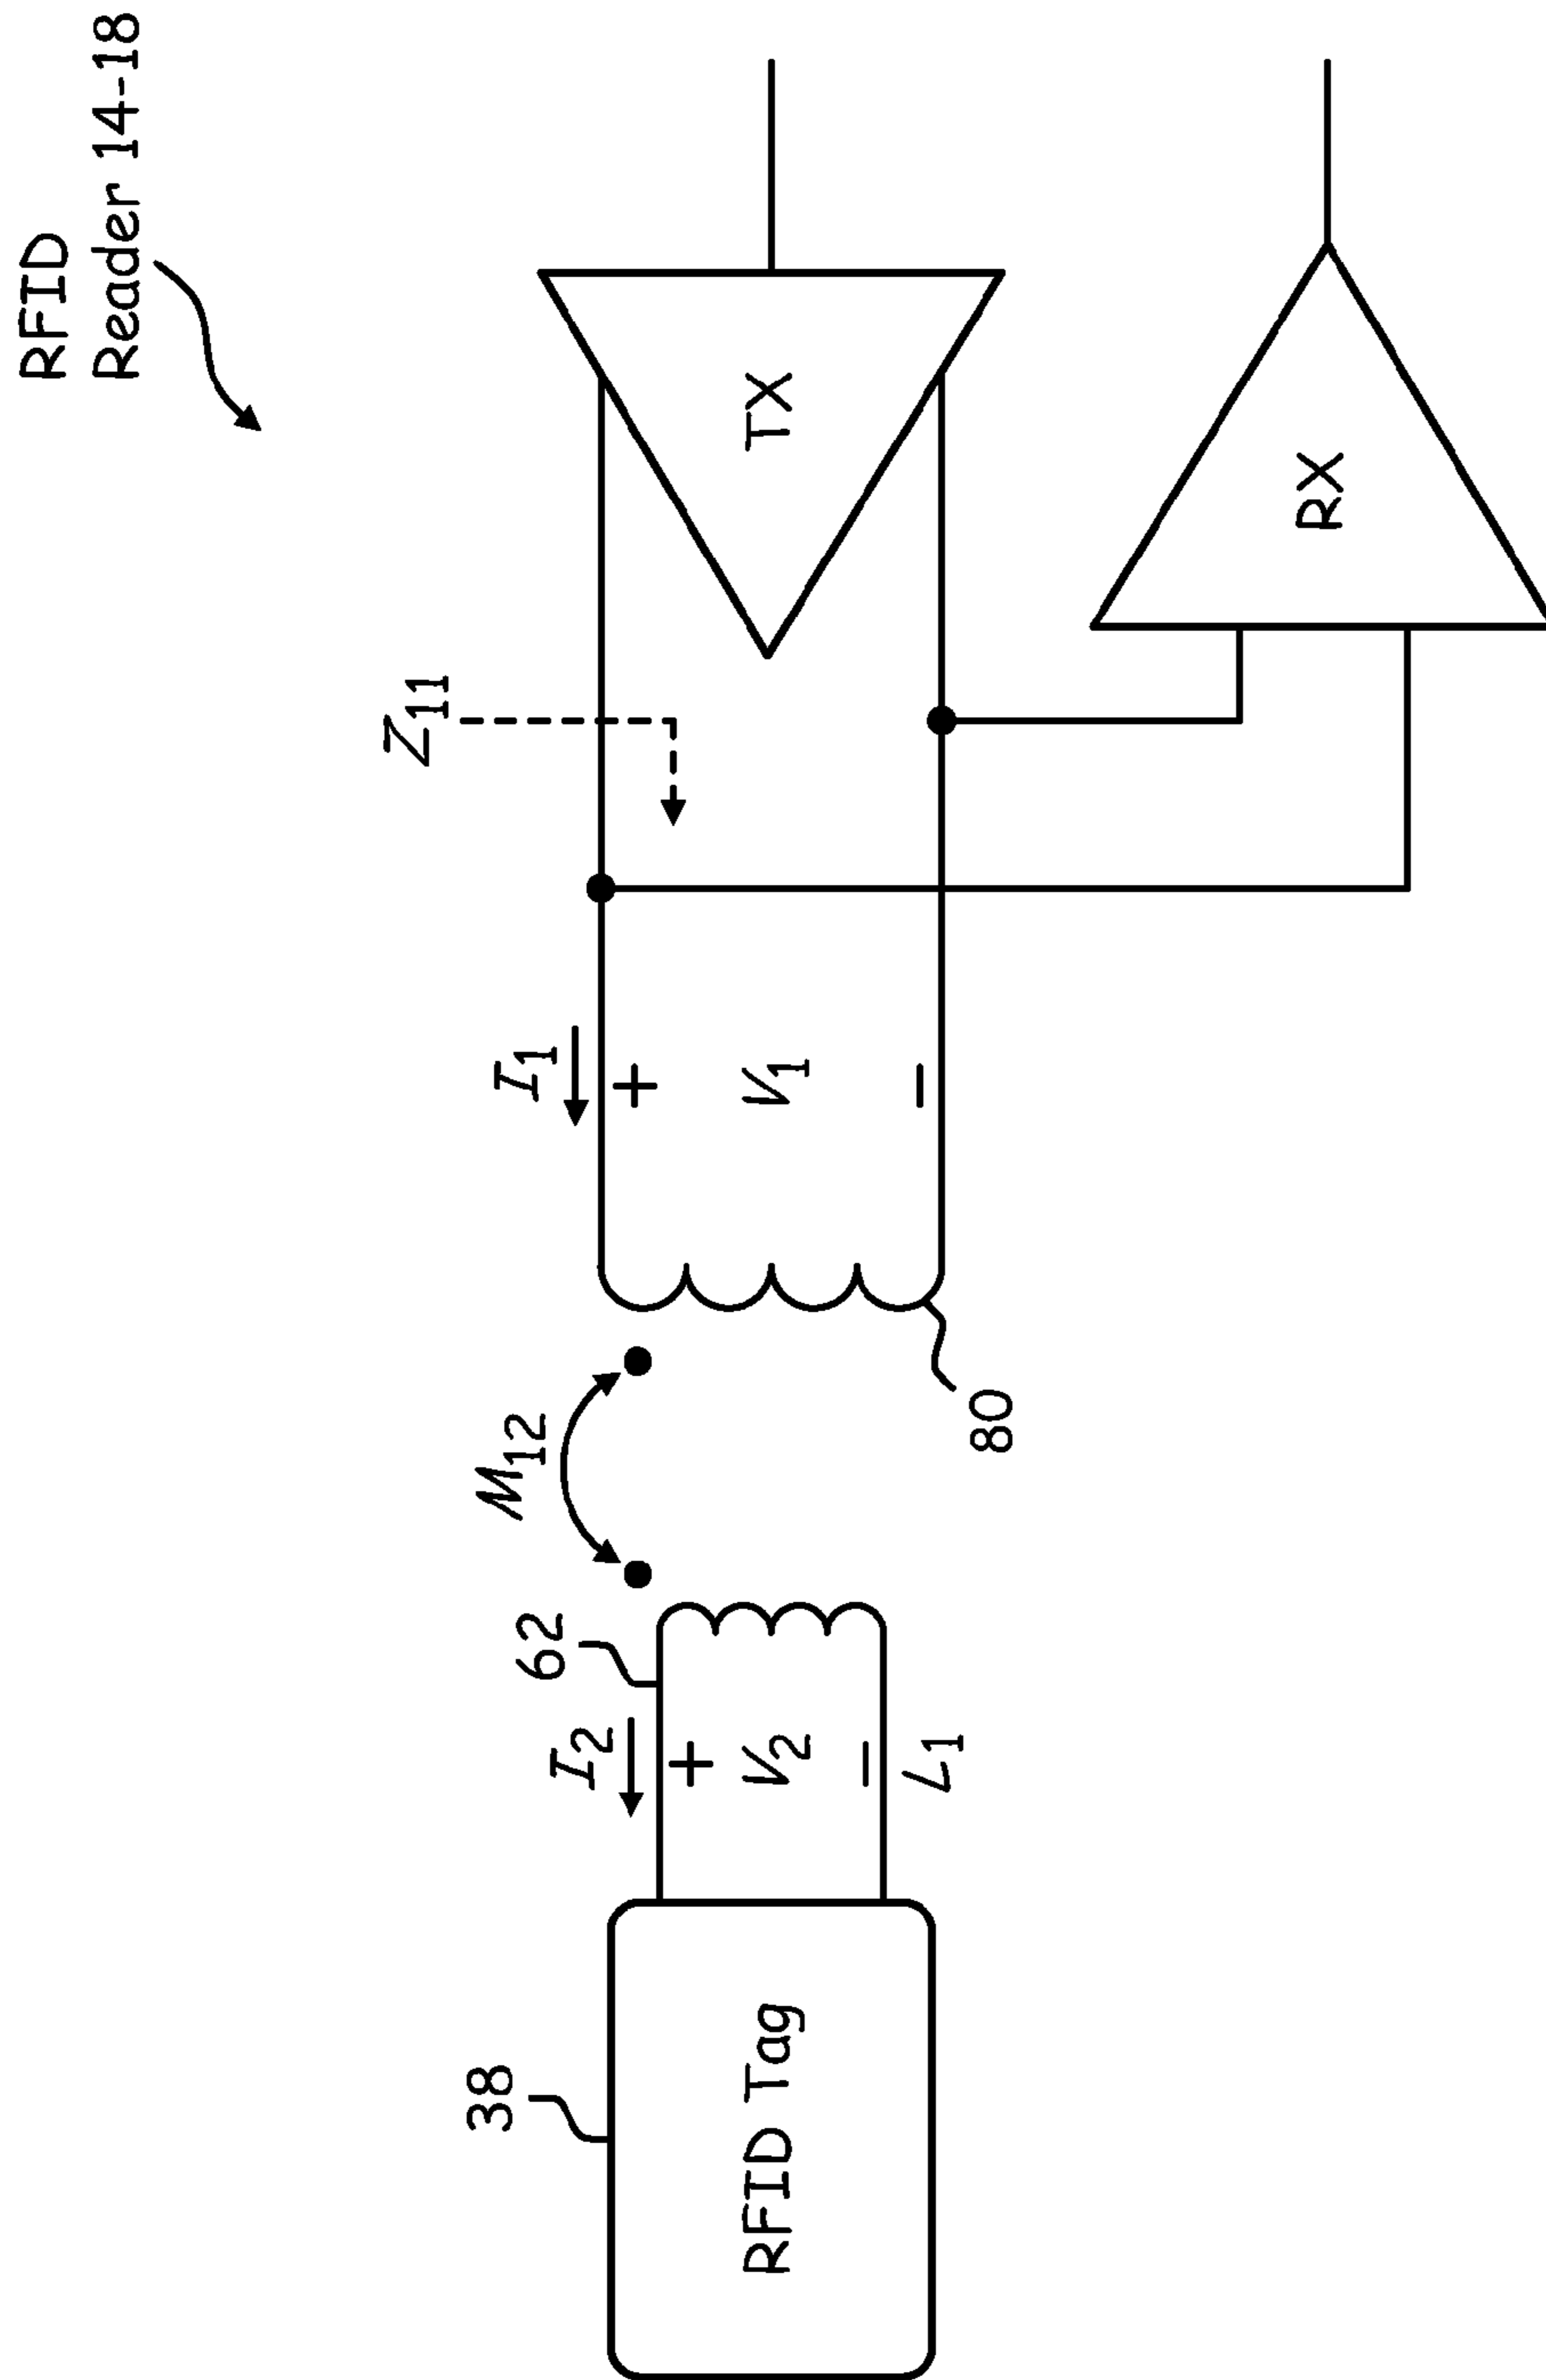 RFID
Reader 14-18
38
RFID Tag
I2
+
V2
−
L1
62
M12
80
I1
+
V1
−
Z11
TX
RX